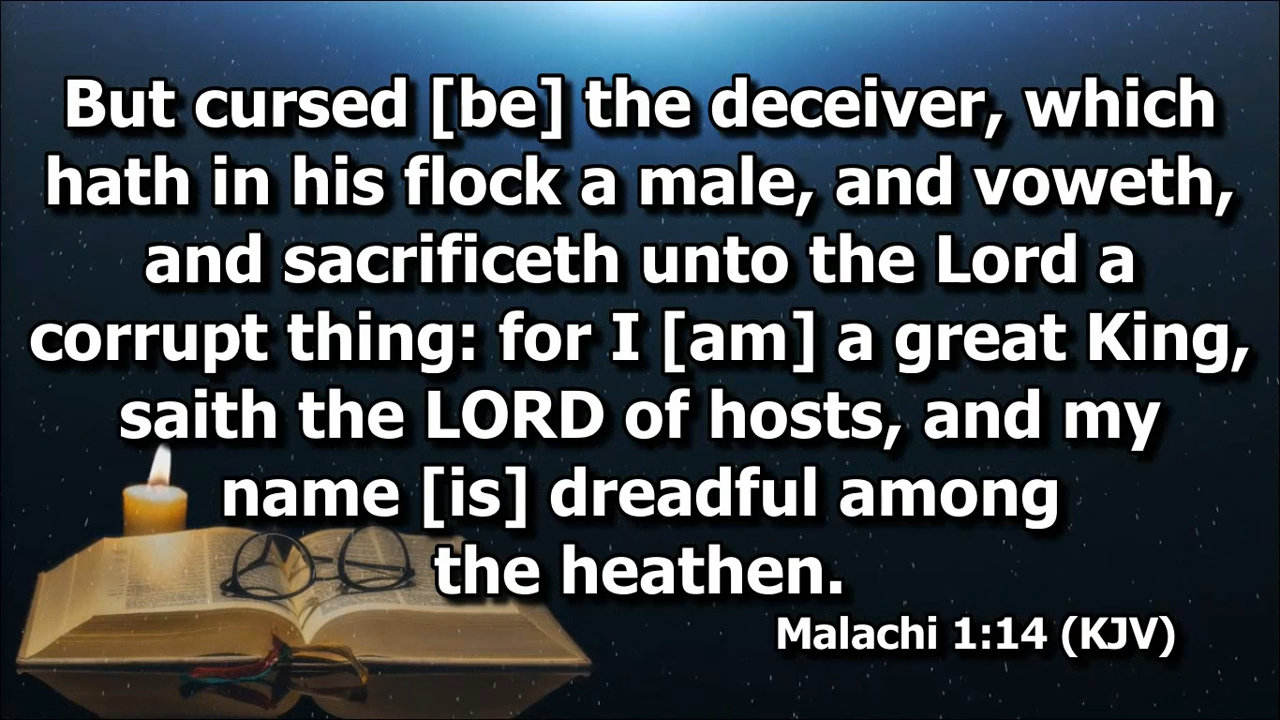 But cursed [be] the deceiver, which
hath in his flock a male, and voweth,
and sacrificeth unto the Lord a
corrupt thing: for I [am] a great King,
saith the LORD of hosts, and my
name [is] dreadful among
the heathen.
Malachi 1:14 (KJV)